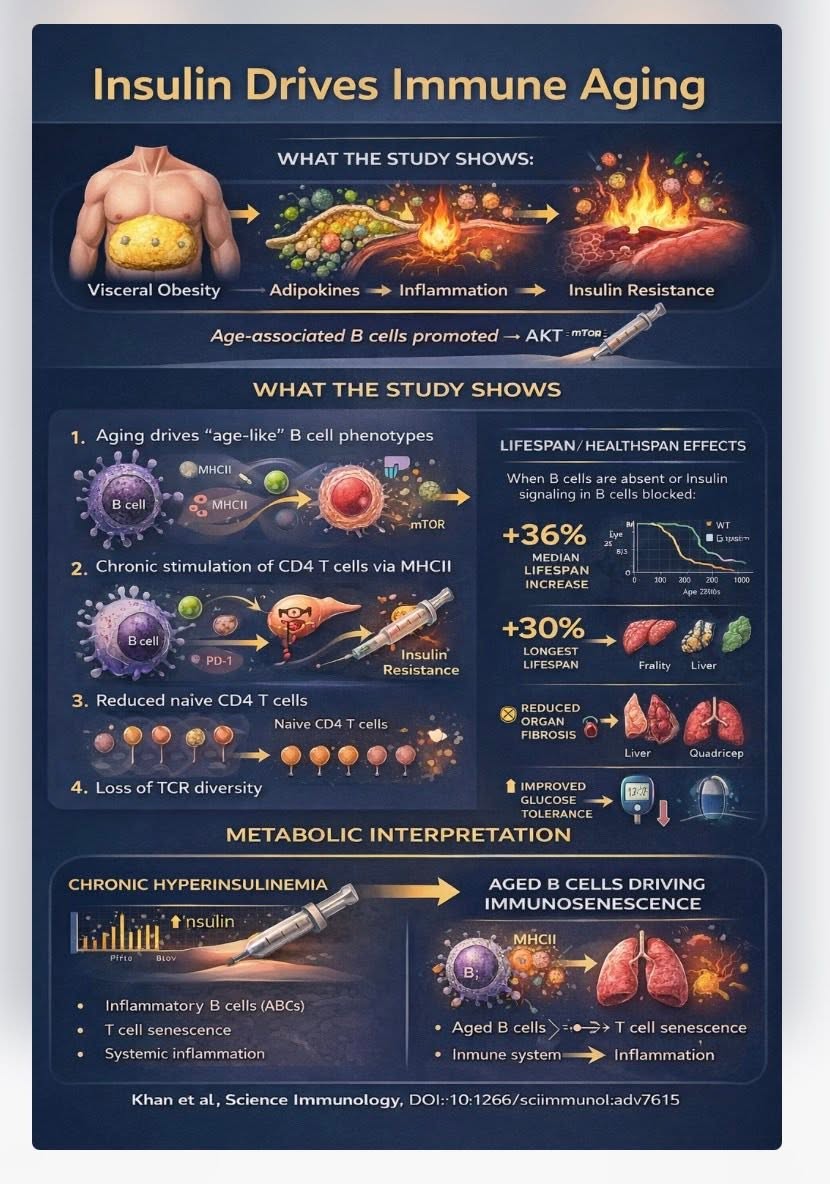 Insulin Drives Immune Aging
WHAT THE STUDY SHOWS:
Visceral Obesity
Adipokines
Inflammation
Insulin Resistance
Age-associated B cells promoted → AKT
mTOR
WHAT THE STUDY SHOWS
1. Aging drives “age-like” B cell phenotypes
B cell
MHCII
MHCII
mTOR
2. Chronic stimulation of CD4 T cells via MHCII
B cell
PD-1
Insulin
Resistance
3. Reduced naive CD4 T cells
Naive CD4 T cells
4. Loss of TCR diversity
LIFESPAN/HEALTHSPAN EFFECTS
When B cells are absent or Insulin
signaling in B cells blocked:
+36%
MEDIAN
LIFESPAN
INCREASE
WT
0 100 200 200 1000
+30%
LONGEST
LIFESPAN
Frality
Liver
REDUCED
ORGAN
FIBROSIS
Liver
Quadricep
IMPROVED
GLUCOSE
TOLERANCE
METABOLIC INTERPRETATION
CHRONIC HYPERINSULINEMIA
nsulin
• Inflammatory B cells (ABCs)
• T cell senescence
• Systemic inflammation
AGED B CELLS DRIVING
IMMUNOSENESCENCE
MHCII
• Aged B cells → T cell senescence
• Inmune system → Inflammation
Khan et al, Science Immunology, DOI:·10:1266/sciimmunol:adv7615